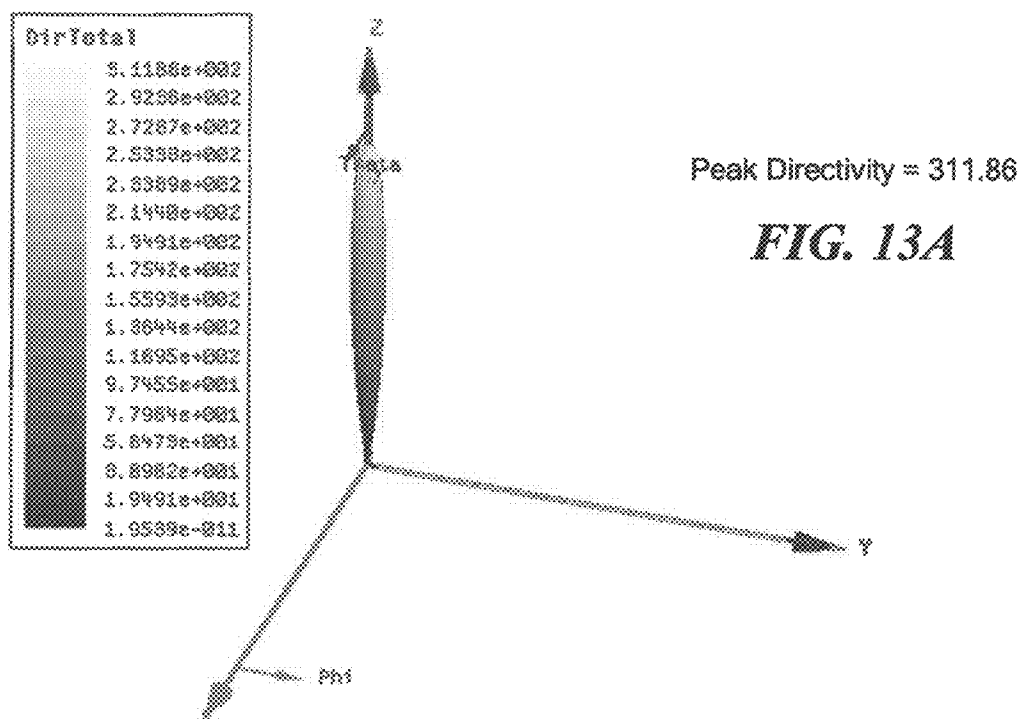 DirTotal
3.1186e+002
2.9236e+002
2.7287e+002
2.5338e+002
2.3389e+002
2.1440e+002
1.9491e+002
1.7542e+002
1.5593e+002
1.3644e+002
1.1695e+002
9.7455e+001
7.7964e+001
5.8473e+001
3.8982e+001
1.9491e+001
Z
Theta
Peak Directivity = 311.86
FIG. 13A
Y
Phi